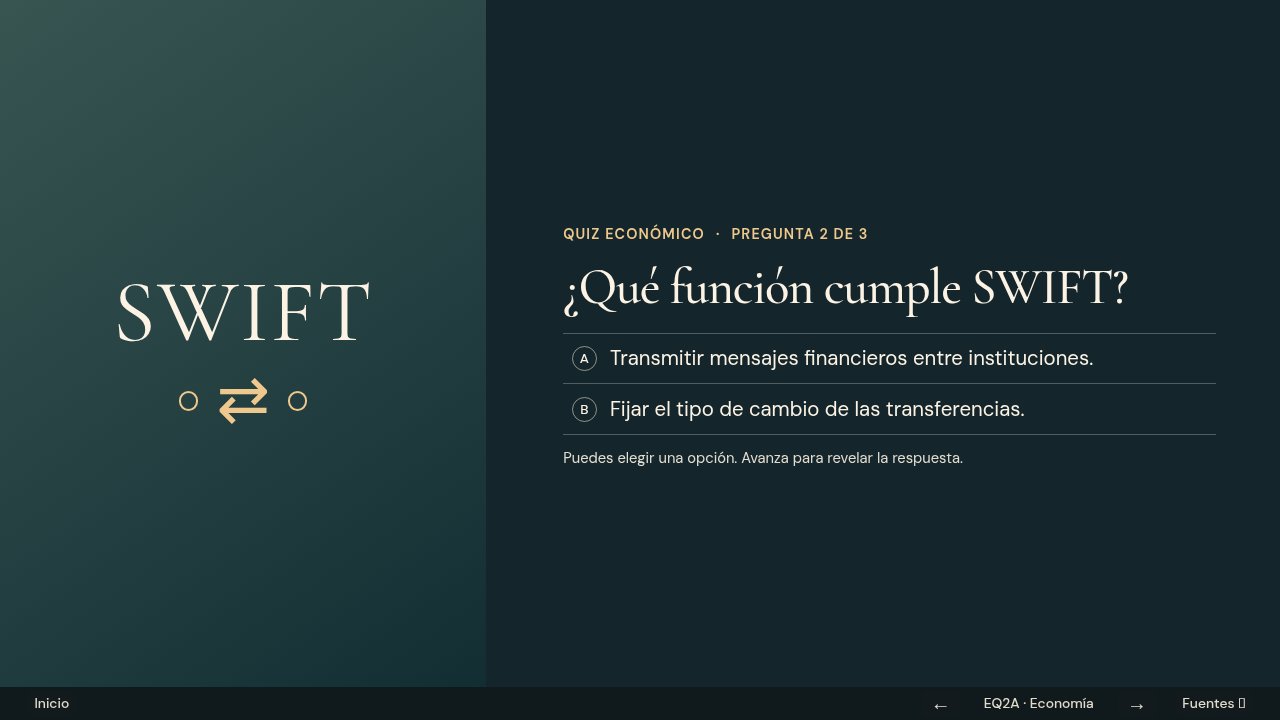 SWIFT
○ ⇄ ○
QUIZ ECONÓMICO · PREGUNTA 2 DE 3
¿Qué función cumple SWIFT?
A Transmitir mensajes financieros entre instituciones.
B Fijar el tipo de cambio de las transferencias.
Puedes elegir una opción. Avanza para revelar la respuesta.
Inicio
← EQ2A · Economía → Fuentes